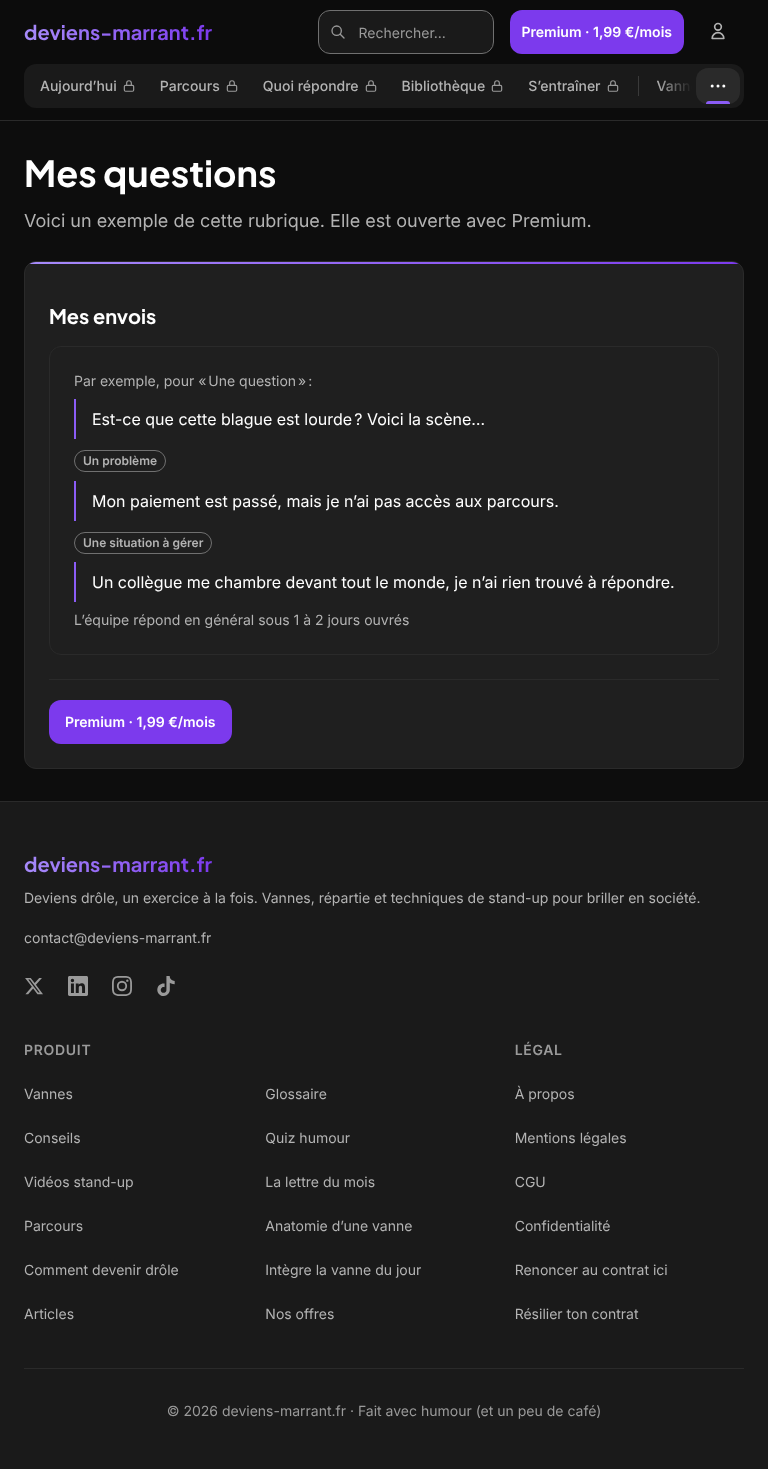 deviens-marrant.fr
Rechercher...
Premium · 1,99 €/mois
Aujourd’hui
Parcours
Quoi répondre
Bibliothèque
S’entraîner
Mes questions
Voici un exemple de cette rubrique. Elle est ouverte avec Premium.
Mes envois
Par exemple, pour « Une question » :
Est-ce que cette blague est lourde ? Voici la scène…
Un problème
Mon paiement est passé, mais je n’ai pas accès aux parcours.
Une situation à gérer
Un collègue me chambre devant tout le monde, je n’ai rien trouvé à répondre.
L’équipe répond en général sous 1 à 2 jours ouvrés
Premium · 1,99 €/mois
deviens-marrant.fr
Deviens drôle, un exercice à la fois. Vannes, répartie et techniques de stand-up pour briller en société.
contact@deviens-marrant.fr
PRODUIT
Vannes
Conseils
Vidéos stand-up
Parcours
Comment devenir drôle
Articles
Glossaire
Quiz humour
La lettre du mois
Anatomie d’une vanne
Intègre la vanne du jour
Nos offres
LÉGAL
À propos
Mentions légales
CGU
Confidentialité
Renoncer au contrat ici
Résilier ton contrat
© 2026 deviens-marrant.fr · Fait avec humour (et un peu de café)